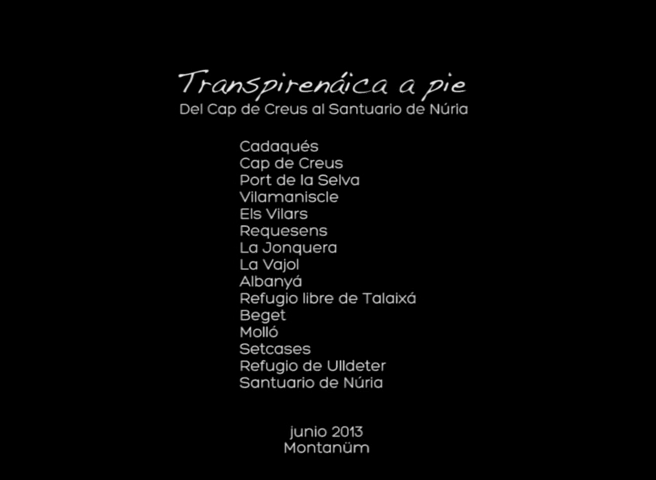 Transpirenáica a pie
Del Cap de Creus al Santuario de Núria
Cadaqués
Cap de Creus
Port de la Selva
Vilamaniscle
Els Vilars
Requesens
La Jonquera
La Vajol
Albanyá
Refugio libre de Talaixá
Beget
Molló
Setcases
Refugio de Ulldeter
Santuario de Núria
junio 2013
Montanüm